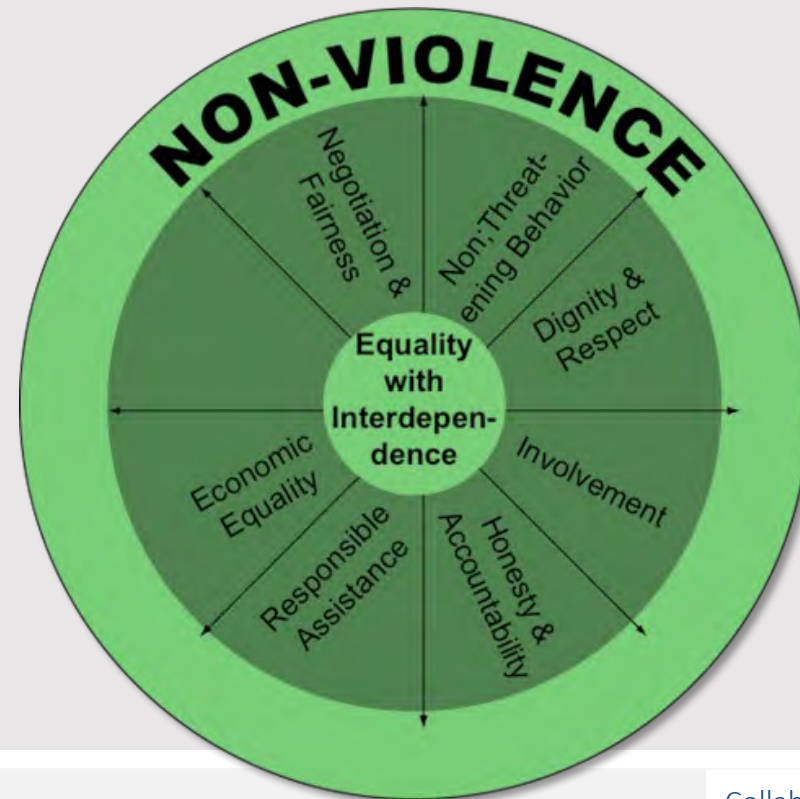 NON-VIOLENCE
Negotiation &
Fairness
Non;Threat-
ening Behavior
Dignity &
Respect
Involvement
Honesty &
Accountability
Responsible
Assistance
Economic
Equality
Equality
with
Interdepen-
dence